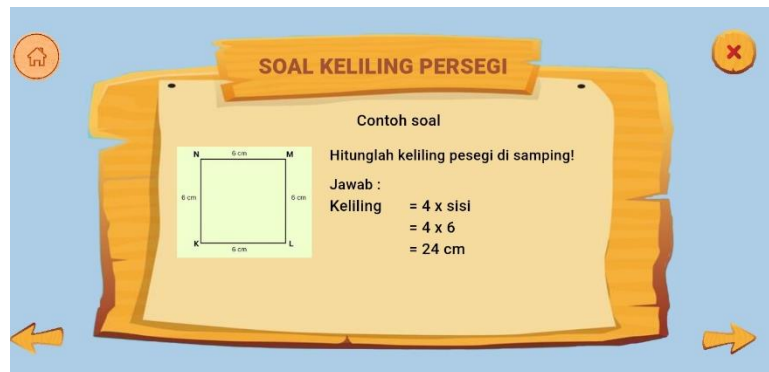 SOAL KELILING PERSEGI
Contoh soal
N 6 cm M
6 cm 6 cm
K L
6 cm
Hitunglah keliling pesegi di samping!
Jawab :
Keliling = 4 x sisi
= 4 x 6
= 24 cm